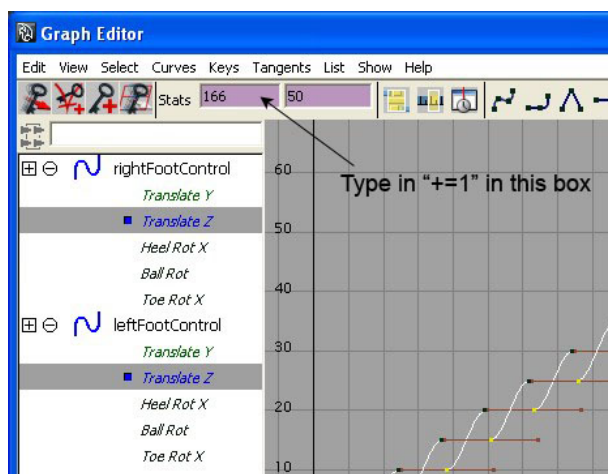 Graph Editor
Edit View Select Curves Keys Tangents List Show Help
Stats 166 50
Type in “+=1” in this box
rightFootControl
Translate Y
Translate Z
Heel Rot X
Ball Rot
Toe Rot X
leftFootControl
Translate Y
Translate Z
Heel Rot X
Ball Rot
Toe Rot X
60
50
40
30
20
10